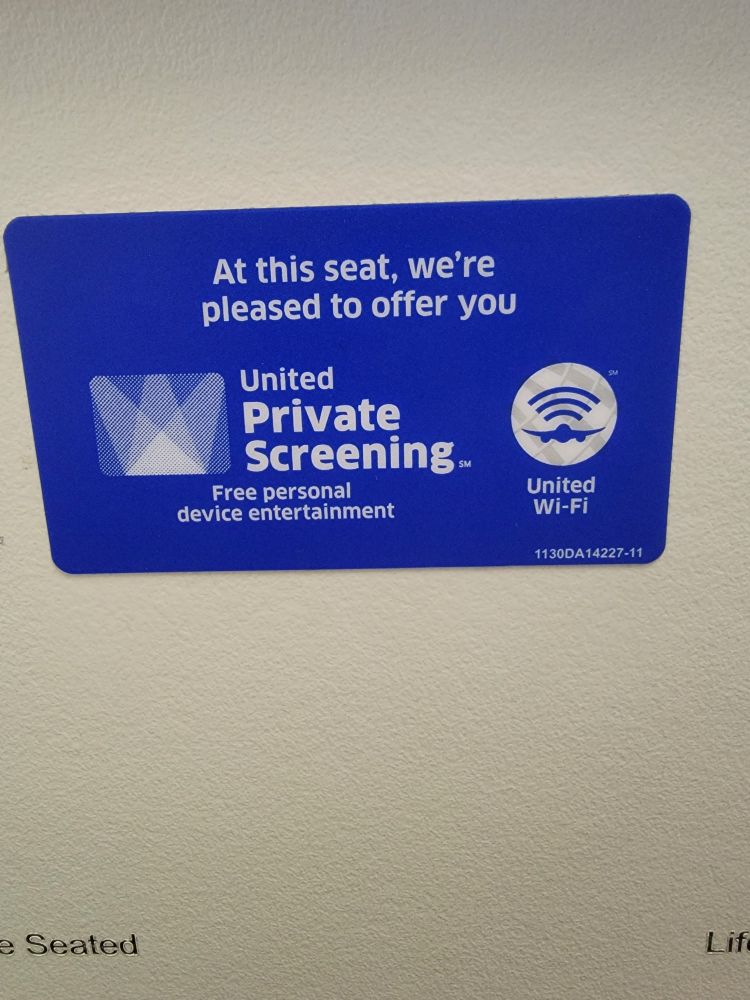 At this seat, we're
pleased to offer you
United
Private
Screening SM
Free personal
device entertainment
SM
United
Wi-Fi
1130DA14227-11
Seated